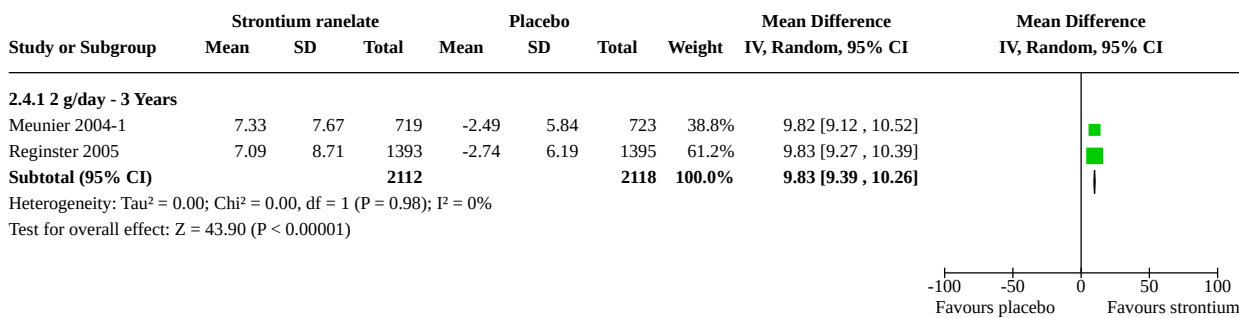 Strontium ranelate Placebo Mean Difference Mean Difference
Study or Subgroup Mean SD Total Mean SD Total Weight IV, Random, 95% CI IV, Random, 95% CI
2.4.1 2 g/day - 3 Years
Meunier 2004-1 7.33 7.67 719 -2.49 5.84 723 38.8% 9.82 [9.12 , 10.52]
Reginster 2005 7.09 8.71 1393 -2.74 6.19 1395 61.2% 9.83 [9.27 , 10.39]
Subtotal (95% CI) 2112 2118 100.0% 9.83 [9.39 , 10.26]
Heterogeneity: Tau² = 0.00; Chi² = 0.00, df = 1 (P = 0.98); I² = 0%
Test for overall effect: Z = 43.90 (P < 0.00001)
-100 -50 0 50 100
Favours placebo Favours strontium